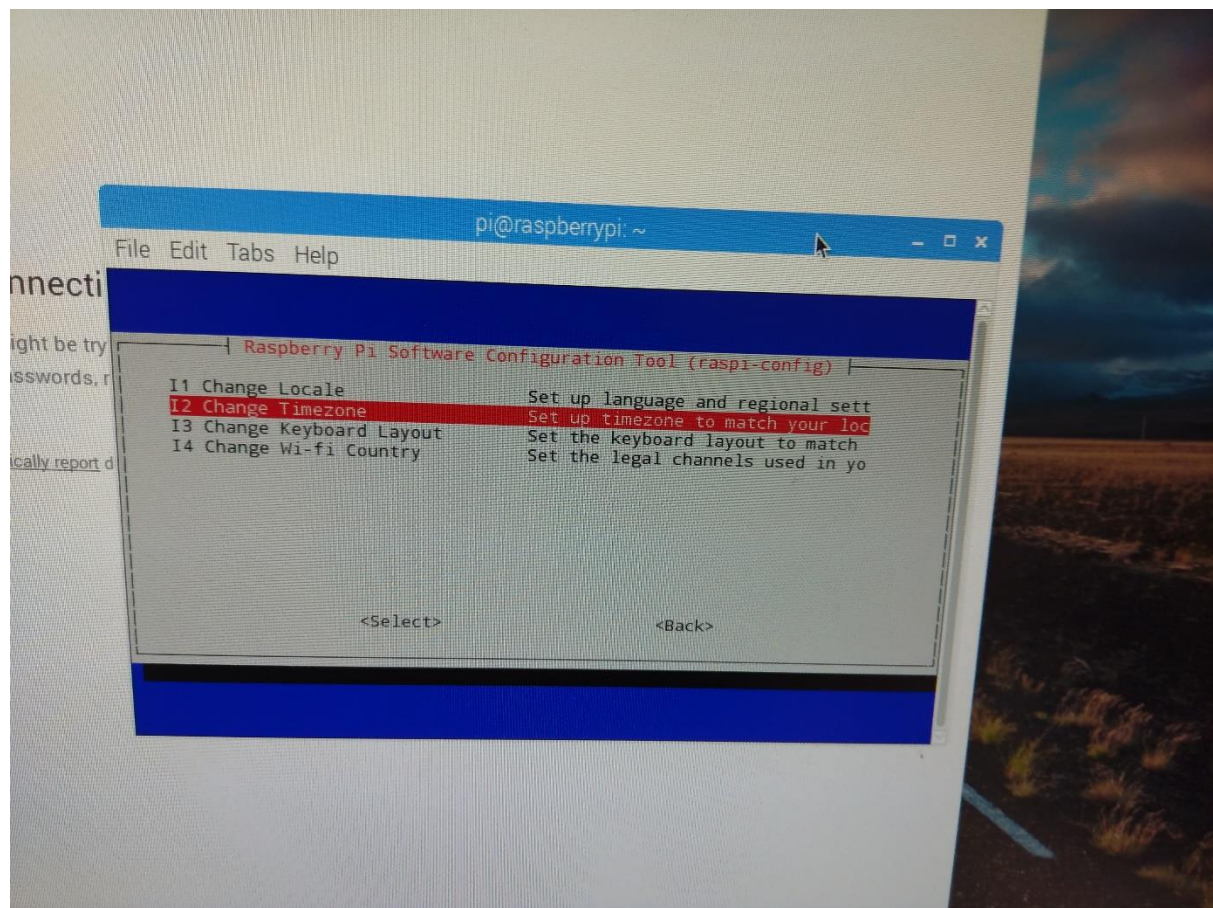 pi@raspberrypi: ~
File Edit Tabs Help
nnecti
ight be try
sswords, r
ically report d
Raspberry Pi Software Configuration Tool (raspi-config)
I1 Change Locale Set up language and regional sett
I2 Change Timezone Set up timezone to match your loc
I3 Change Keyboard Layout Set the keyboard layout to match
I4 Change Wi-fi Country Set the legal channels used in yo
<Select> <Back>